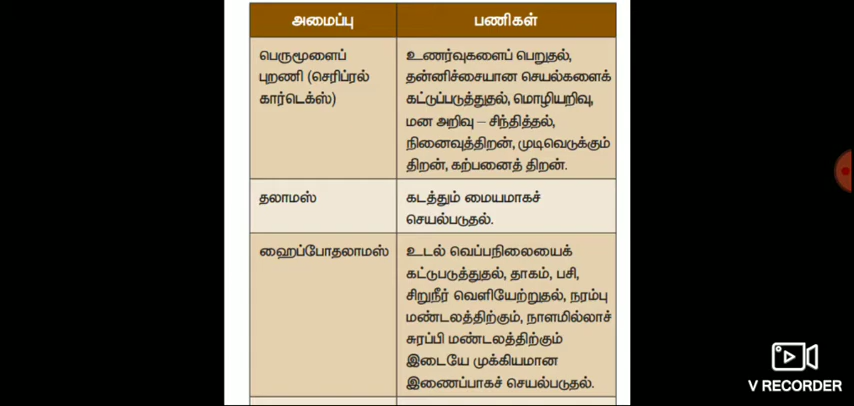 அமைப்பு
பணிகள்
பெருமூளைப்
புறணி (செரிப்ரல்
கார்டெக்ஸ்)
உணர்வுகளைப் பெறுதல்,
தன்னிச்சையான செயல்களைக்
கட்டுப்படுத்துதல், மொழியறிவு,
மன அறிவு – சிந்தித்தல்,
நினைவுத்திறன், முடிவெடுக்கும்
திறன், கற்பனைத் திறன்.
தலாமஸ்
கடத்தும் மையமாகச்
செயல்படுதல்.
ஹைப்போதலாமஸ்
உடல் வெப்பநிலையைக்
கட்டுபடுத்துதல், தாகம், பசி,
சிறுநீர் வெளியேற்றுதல், நரம்பு
மண்டலத்திற்கும், நாளமில்லாச்
சுரப்பி மண்டலத்திற்கும்
இடையே முக்கியமான
இணைப்பாகச் செயல்படுதல்.
V RECORDER